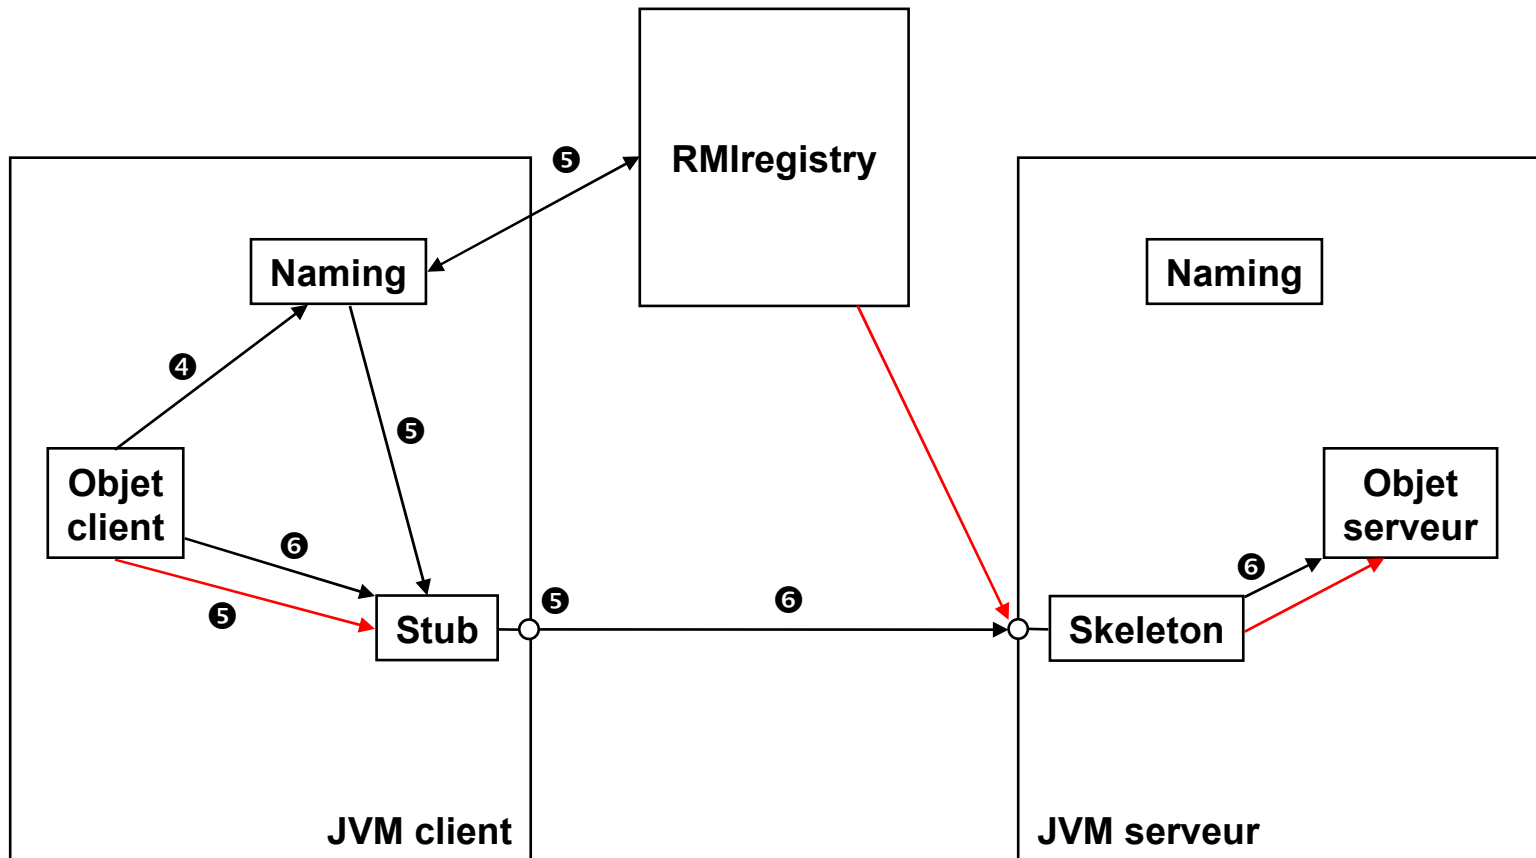 ❺
RMIregistry
Naming
Naming
❹
❺
Objet
client
Objet
serveur
❻
❻
❺
❺
❻
Stub
Skeleton
JVM client
JVM serveur